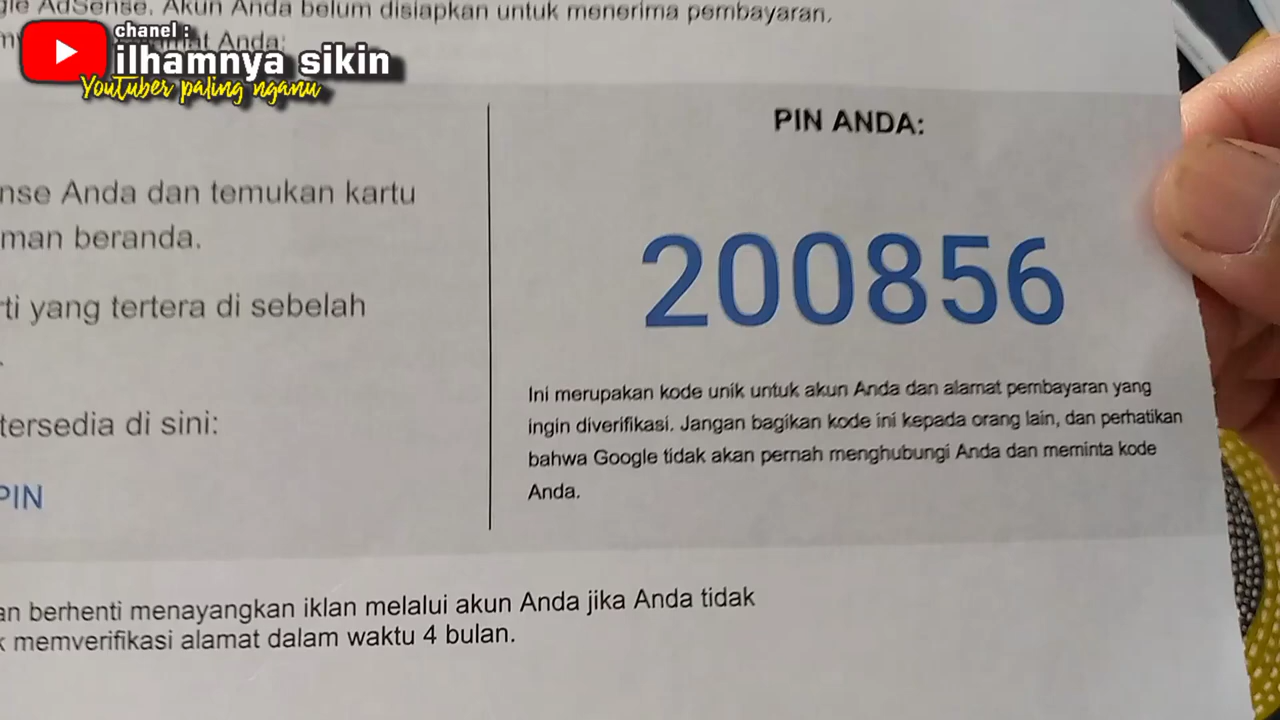 gle AdSense. Akun Anda belum disiapkan untuk menerima pembayaran.
Anda:
chanel :
ilhamnya sikin
Youtuber paling nganu
nse Anda dan temukan kartu
man beranda.
rti yang tertera di sebelah
tersedia di sini:
PIN
PIN ANDA:
200856
Ini merupakan kode unik untuk akun Anda dan alamat pembayaran yang
ingin diverifikasi. Jangan bagikan kode ini kepada orang lain, dan perhatikan
bahwa Google tidak akan pernah menghubungi Anda dan meminta kode
Anda.
an berhenti menayangkan iklan melalui akun Anda jika Anda tidak
k memverifikasi alamat dalam waktu 4 bulan.